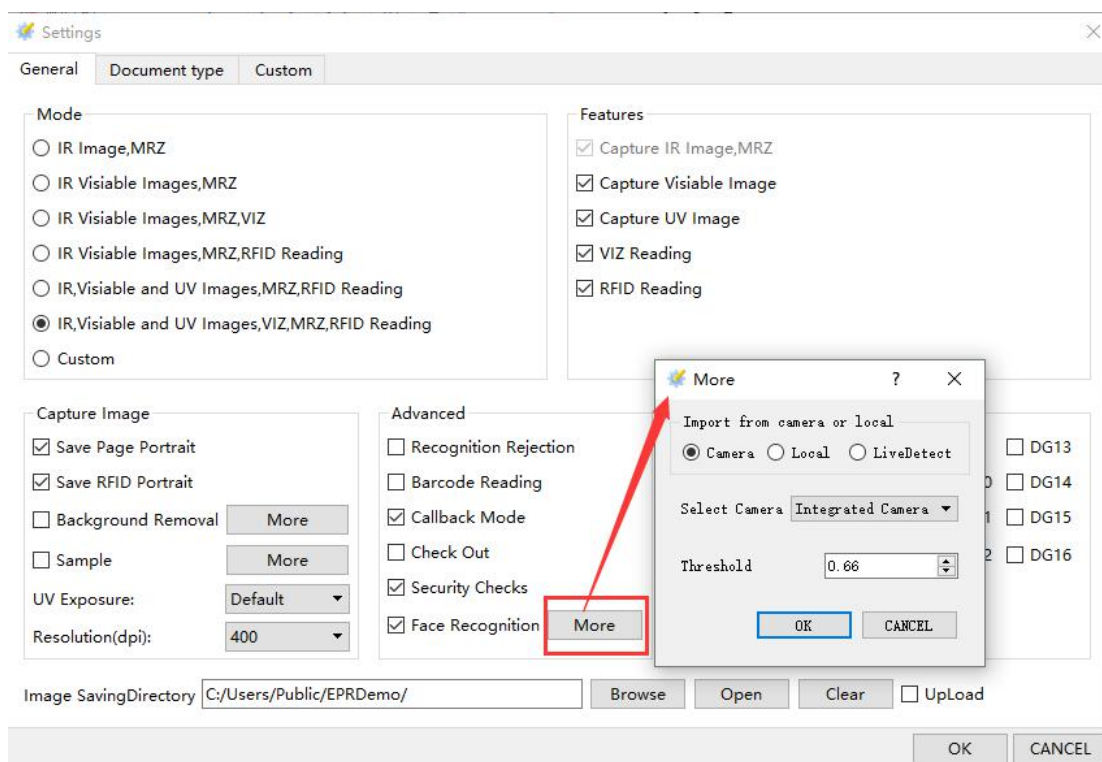 Settings
General Document type Custom
Mode
IR Image,MRZ
IR Visiable Images,MRZ
IR Visiable Images,MRZ,VIZ
IR Visiable Images,MRZ,RFID Reading
IR,Visiable and UV Images,MRZ,RFID Reading
IR,Visiable and UV Images,VIZ,MRZ,RFID Reading
Custom
Features
Capture IR Image,MRZ
Capture Visiable Image
Capture UV Image
VIZ Reading
RFID Reading
Capture Image
Save Page Portrait
Save RFID Portrait
Background Removal More
Sample More
UV Exposure: Default
Resolution(dpi): 400
Advanced
Recognition Rejection
Barcode Reading
Callback Mode
Check Out
Security Checks
Face Recognition More
More ?
Import from camera or local
Camera Local LiveDetect
Select Camera Integrated Camera
Threshold 0.66
OK CANCEL
DG13
0 DG14
1 DG15
2 DG16
Image SavingDirectory C:/Users/Public/EPRDemo/ Browse Open Clear UpLoad
OK CANCEL